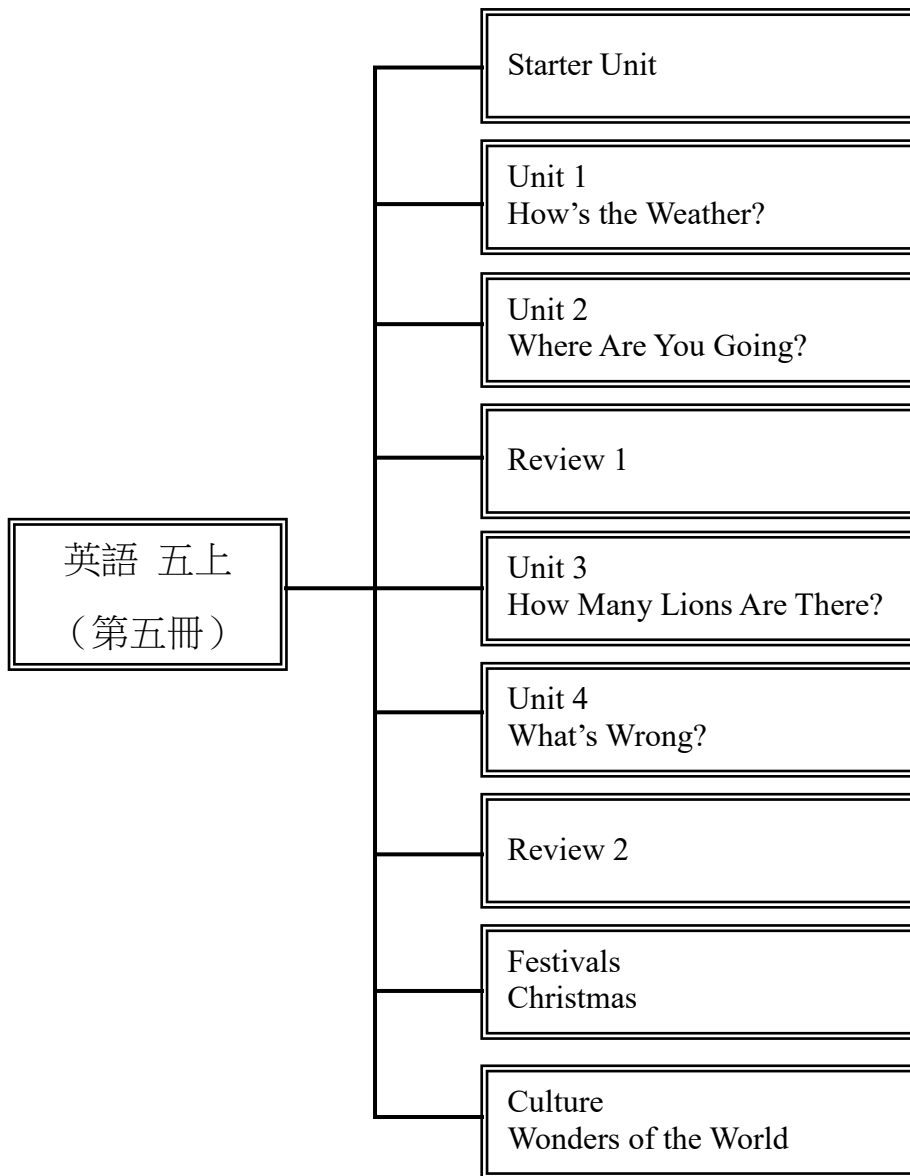 Starter Unit
Unit 1
How's the Weather?
Unit 2
Where Are You Going?
Review 1
英語 五上
（第五冊）
Unit 3
How Many Lions Are There?
Unit 4
What's Wrong?
Review 2
Festivals
Christmas
Culture
Wonders of the World